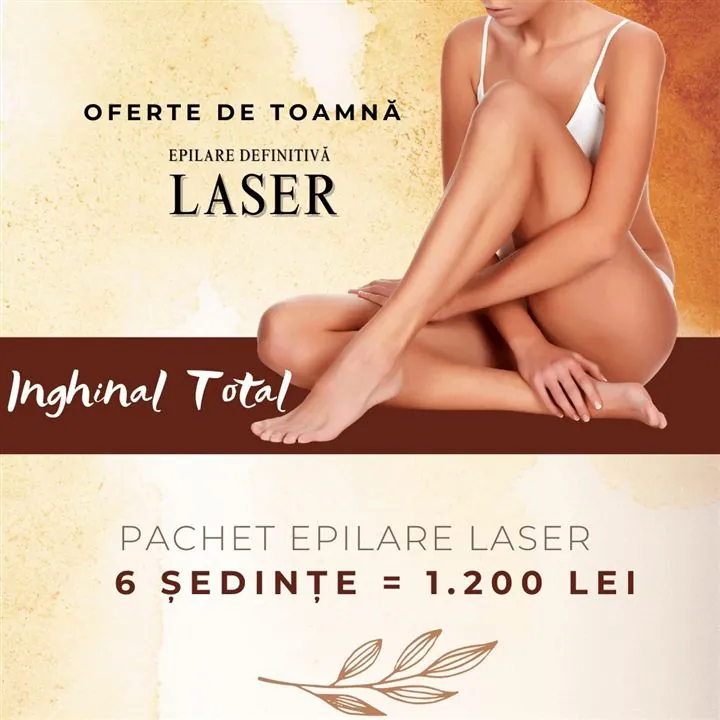 OFERTE DE TOAMNĂ
EPILARE DEFINITIVĂ
LASER
Inghinal Total
PACHET EPILARE LASER
6 ȘEDINȚE = 1.200 LEI